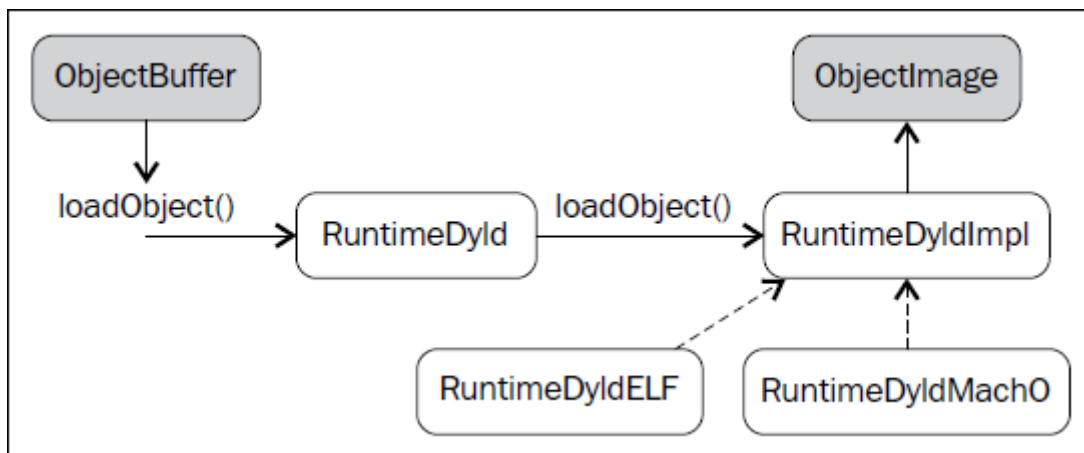 ObjectBuffer
ObjectImage
loadObject()
loadObject()
RuntimeDyld
RuntimeDyldImpl
RuntimeDyldELF
RuntimeDyldMachO